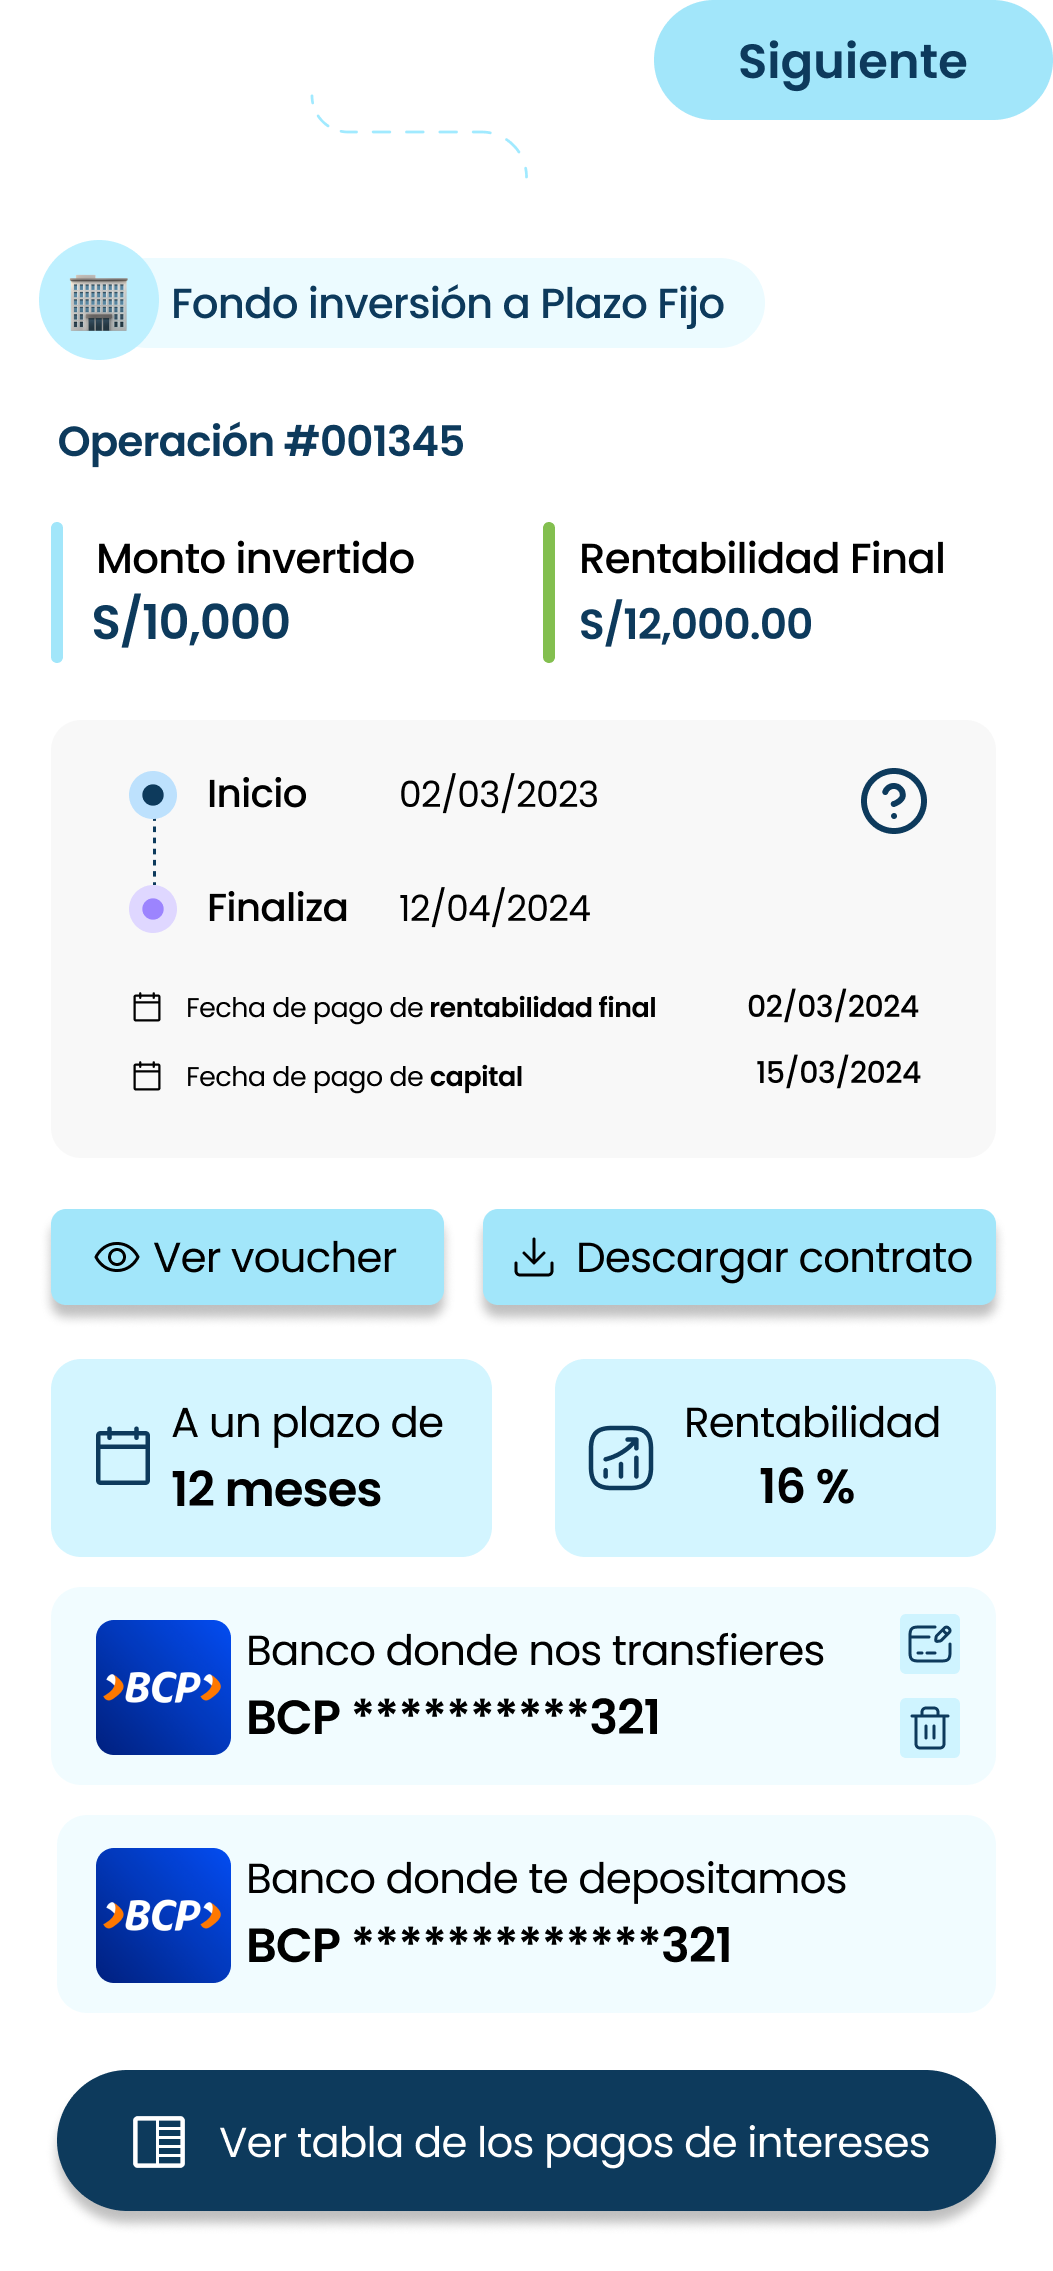 Siguiente
Fondo inversión a Plazo Fijo
Operación #001345
Monto invertido
S/10,000
Rentabilidad Final
S/12,000.00
Inicio 02/03/2023
Finaliza 12/04/2024
Fecha de pago de rentabilidad final 02/03/2024
Fecha de pago de capital 15/03/2024
Ver voucher
Descargar contrato
A un plazo de
12 meses
Rentabilidad
16 %
BCP
Banco donde nos transfieres
BCP **********321
BCP
Banco donde te depositamos
BCP *************321
Ver tabla de los pagos de intereses